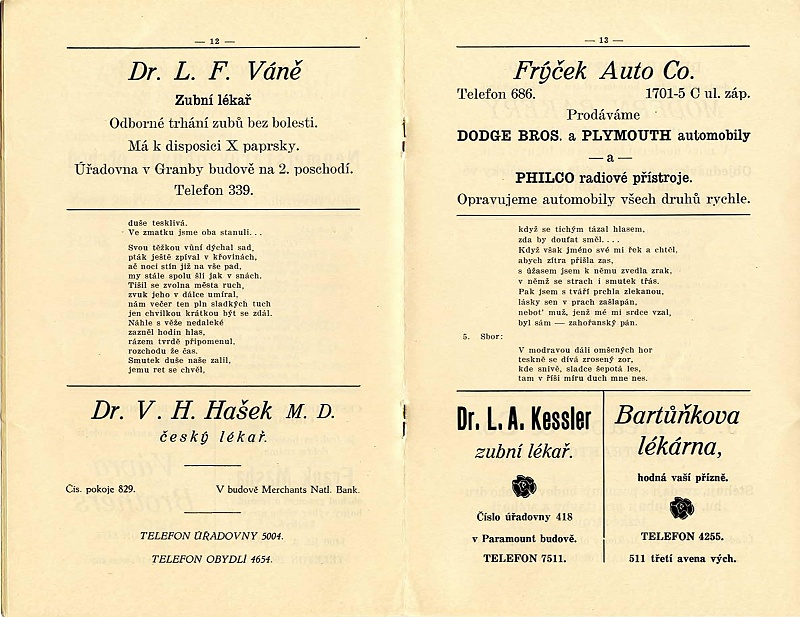 — 12 —
Dr. L. F. Váně
Zubní lékař
Odborné trhání zubů bez bolesti.
Má k disposici X paprsky.
Úřadovna v Granby budově na 2. poschodí.
Telefon 339.
duše tesklivá.
Ve zmatku jsme oba stanuli...
Svou těžkou vůní dýchal sad,
pták ještě zpíval v křovinách,
ač noci stín již na vše pad,
my stále spolu šli jak v snách.
Tišil se zvolna města ruch,
zvuk jeho v dálce umíral,
nám večer ten pln sladkých tuch
jen chvilkou krátkou být se zdál.
Náhle s věže nedaleké
zazněl hodin hlas,
rázem tvrdě připomenul,
rozchodu že čas.
Smutek duše naše zalil,
jemu ret se chvěl,
Dr. V. H. Hašek M. D.
český lékař.
Čís. pokoje 829. V budově Merchants Natl. Bank.
TELEFON ÚŘADOVNY 5004.
TELEFON OBYDLÍ 4654.
— 13 —
Frýček Auto Co.
Telefon 686. 1701-5 C ul. záp.
Prodáváme
DODGE BROS. a PLYMOUTH automobily
— a —
PHILCO radiové přístroje.
Opravujeme automobily všech druhů rychle.
když se tichým tázal hlasem,
zda by doufat směl....
Když však jméno své mi řek a chtěl,
abych zítra přišla zas,
s úžasem jsem k němu zvedla zrak,
v němž se strach i smutek třás.
Pak jsem s tváří prchla zlekanou,
lásky sen v prach zašlapán,
neboť muž, jenž mé mi srdce vzal,
byl sám — zahořanský pán.
5. Sbor:
V modravou dáli omšených hor
teskně se dívá zrosený zor,
kde snivě, sladce šepotá les,
tam v říši míru duch mne nes.
Dr. L. A. Kessler
zubní lékař.
Číslo úřadovny 418
v Paramount budově.
TELEFON 7511.
Bartůňkova
lékárna,
hodná vaší přízně.
TELEFON 4255.
511 třetí avena vých.